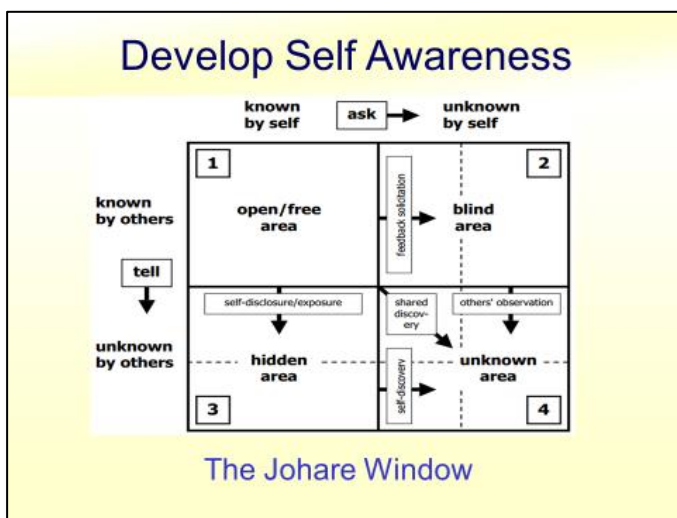 Develop Self Awareness
known
by self
ask
unknown
by self
1
2
known
by others
open/free
area
feedback solicitation
blind
area
tell
self-disclosure/exposure
shared
discov-
ery
others' observation
unknown
by others
hidden
area
self-discovery
unknown
area
3
4
The Johare Window